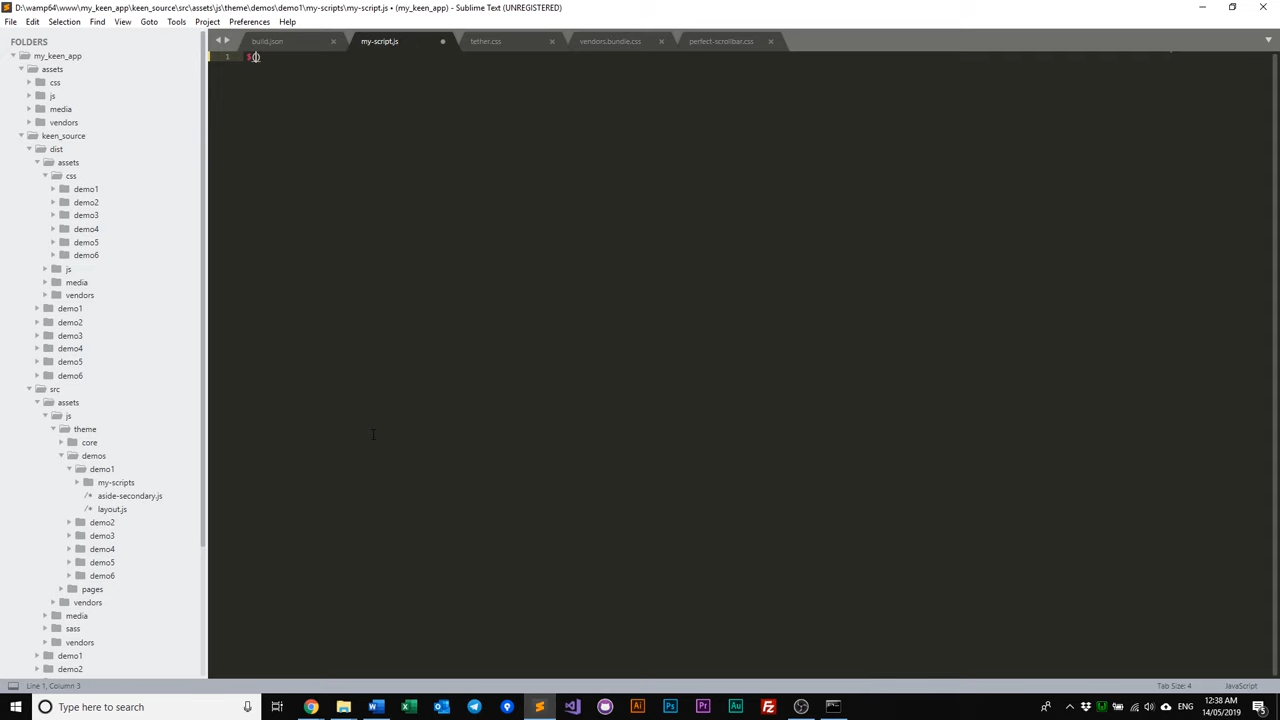 D:\wamp64\www\my_keen_app\keen_source\src\assets\js\theme\demos\demo1\my-scripts\my-script.js • (my_keen_app) - Sublime Text (UNREGISTERED)
File Edit Selection Find View Goto Tools Project Preferences Help
FOLDERS
my_keen_app
assets
css
js
media
vendors
keen_source
dist
assets
css
demo1
demo2
demo3
demo4
demo5
demo6
js
media
vendors
demo1
demo2
demo3
demo4
demo5
demo6
src
assets
js
theme
core
demos
demo1
my-scripts
/* aside-secondary.js
/* layout.js
demo2
demo3
demo4
demo5
demo6
pages
vendors
media
sass
vendors
demo1
demo2
build.json my-script.js tether.css vendors.bundle.css perfect-scrollbar.css
1 $()
Line 1, Column 3 Tab Size: 4 JavaScript
Type here to search
ENG
12:38 AM
14/05/2019
5